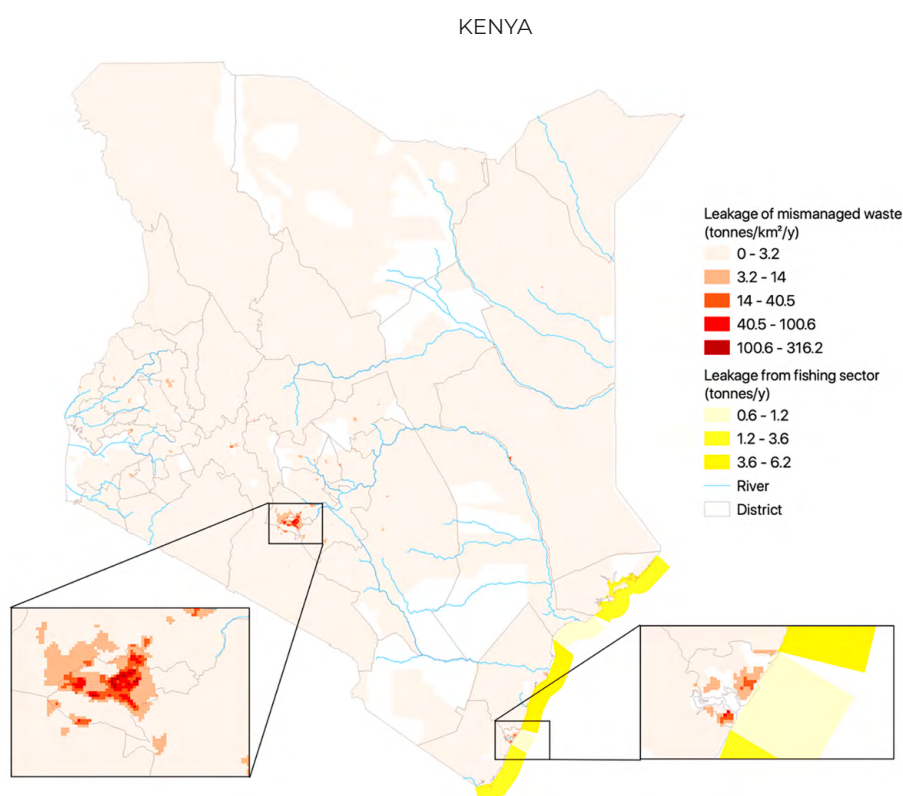 KENYA
Leakage of mismanaged waste
(tonnes/km²/y)
0 - 3.2
3.2 - 14
14 - 40.5
40.5 - 100.6
100.6 - 316.2
Leakage from fishing sector
(tonnes/y)
0.6 - 1.2
1.2 - 3.6
3.6 - 6.2
River
District